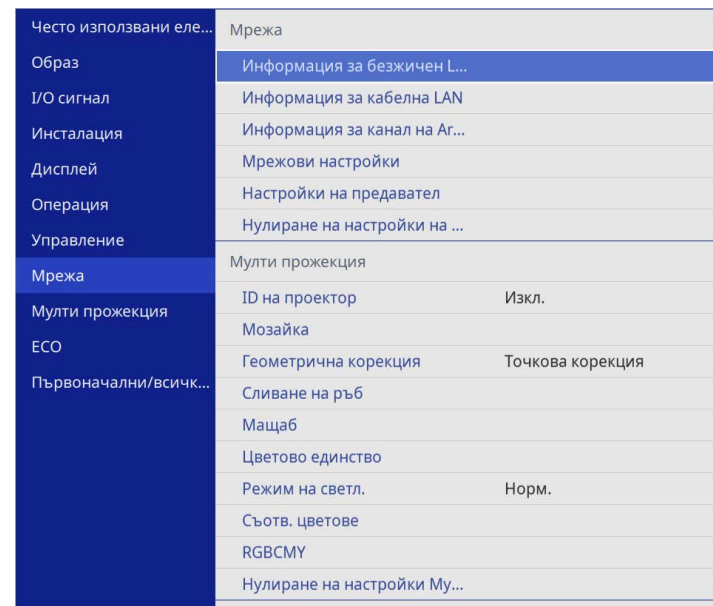 Често използвани еле...
Образ
I/O сигнал
Инсталация
Дисплей
Операция
Управление
Мрежа
Мулти прожекция
ECO
Първоначални/всичк...
Мрежа
Информация за безжичен L...
Информация за кабелна LAN
Информация за канал на Ar...
Мрежови настройки
Настройки на предавател
Нулиране на настройки на ...
Мулти прожекция
ID на проектор Изкл.
Мозайка
Геометрична корекция Точкова корекция
Сливане на ръб
Мащаб
Цветово единство
Режим на светл. Норм.
Съотв. цветове
RGBCMY
Нулиране на настройки Му...